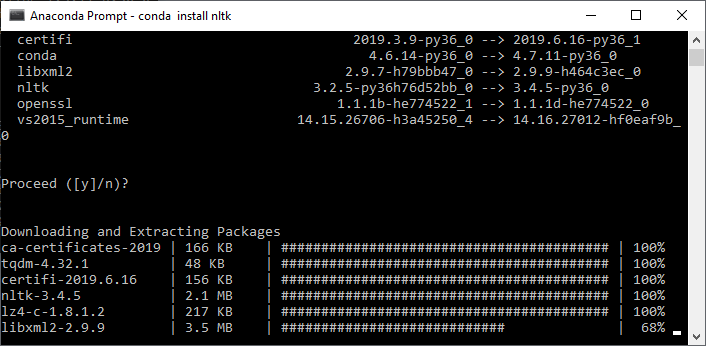 Anaconda Prompt - conda  install nltk
certifi                                   2019.3.9-py36_0 --> 2019.6.16-py36_1
conda                                       4.6.14-py36_0 --> 4.7.11-py36_0
libxml2                                  2.9.7-h79bbb47_0 --> 2.9.9-h464c3ec_0
nltk                                 3.2.5-py36h76d52bb_0 --> 3.4.5-py36_0
openssl                                 1.1.1b-he774522_1 --> 1.1.1d-he774522_0
vs2015_runtime                     14.15.26706-h3a45250_4 --> 14.16.27012-hf0eaf9b_
0
Proceed ([y]/n)?
Downloading and Extracting Packages
ca-certificates-2019 | 166 KB    | ######################################### | 100%
tqdm-4.32.1          | 48 KB     | ######################################### | 100%
certifi-2019.6.16    | 156 KB    | ######################################### | 100%
nltk-3.4.5           | 2.1 MB    | ######################################### | 100%
lz4-c-1.8.1.2        | 217 KB    | ######################################### | 100%
libxml2-2.9.9        | 3.5 MB    | ############################              |  68%